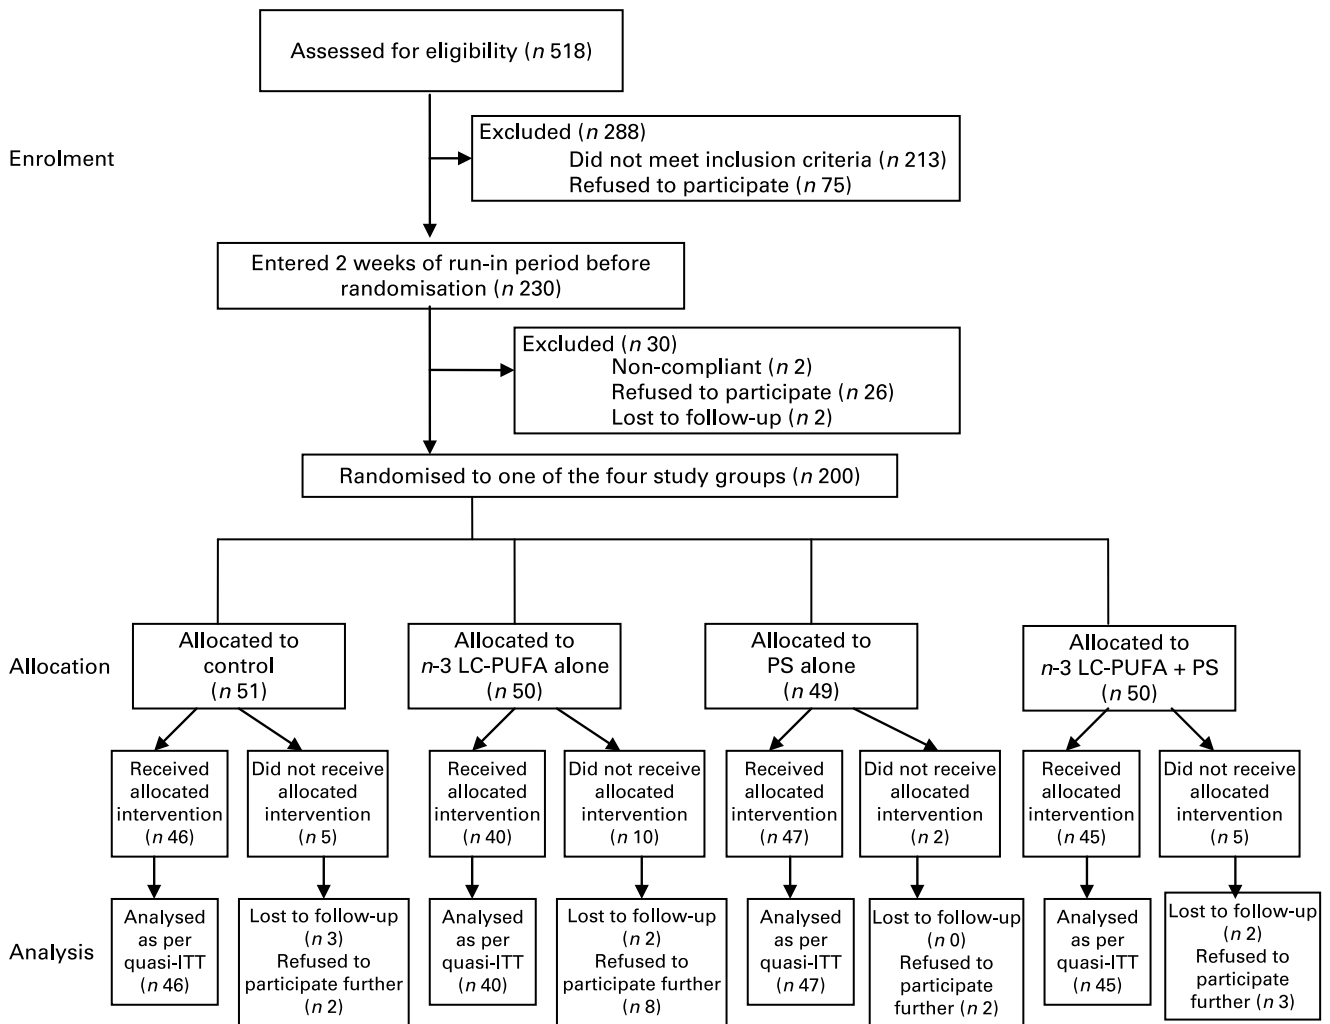 Assessed for eligibility (n 518)
Enrolment
Excluded (n 288)
Did not meet inclusion criteria (n 213)
Refused to participate (n 75)
Entered 2 weeks of run-in period before
randomisation (n 230)
Excluded (n 30)
Non-compliant (n 2)
Refused to participate (n 26)
Lost to follow-up (n 2)
Randomised to one of the four study groups (n 200)
Allocation
Allocated to
control
(n 51)
Allocated to
n-3 LC-PUFA alone
(n 50)
Allocated to
PS alone
(n 49)
Allocated to
n-3 LC-PUFA + PS
(n 50)
Received
allocated
intervention
(n 46)
Did not receive
allocated
intervention
(n 5)
Received
allocated
intervention
(n 40)
Did not receive
allocated
intervention
(n 10)
Received
allocated
intervention
(n 47)
Did not receive
allocated
intervention
(n 2)
Received
allocated
intervention
(n 45)
Did not receive
allocated
intervention
(n 5)
Analysis
Analysed
as per
quasi-ITT
(n 46)
Lost to follow-up
(n 3)
Refused to
participate further
(n 2)
Analysed
as per
quasi-ITT
(n 40)
Lost to follow-up
(n 2)
Refused to
participate further
(n 8)
Analysed
as per
quasi-ITT
(n 47)
Lost to follow-up
(n 0)
Refused to
participate
further (n 2)
Analysed
as per
quasi-ITT
(n 45)
Lost to follow-up
(n 2)
Refused to
participate
further (n 3)